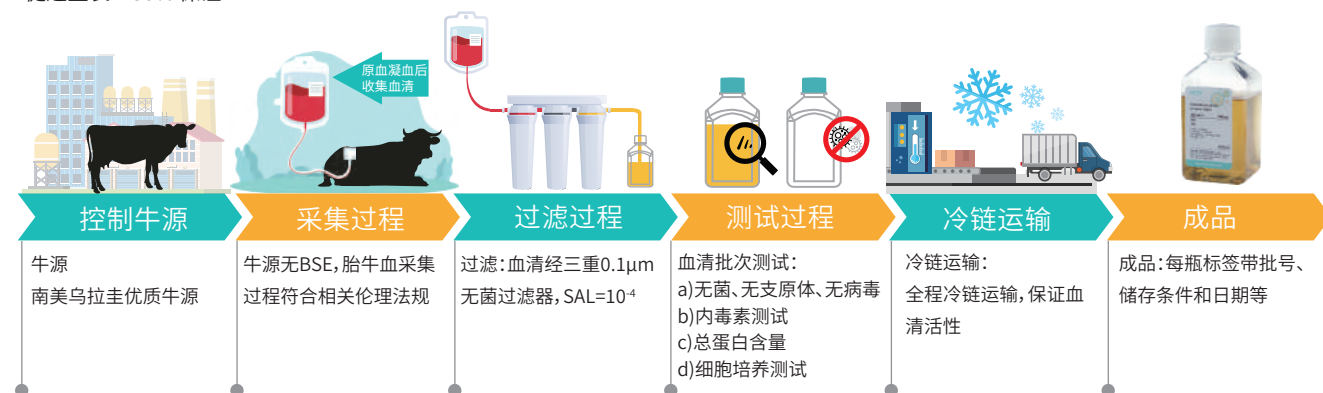 原血凝血后
收集血清
控制牛源
采集过程
过滤过程
测试过程
冷链运输
成品
牛源
南美乌拉圭优质牛源
牛源无BSE，胎牛血采集
过程符合相关伦理法规
过滤：血清经三重0.1μm
无菌过滤器，SAL=10⁻⁴
血清批次测试：
a)无菌、无支原体、无病毒
b)内毒素测试
c)总蛋白含量
d)细胞培养测试
冷链运输：
全程冷链运输，保证血
清活性
成品：每瓶标签带批号、
储存条件和日期等